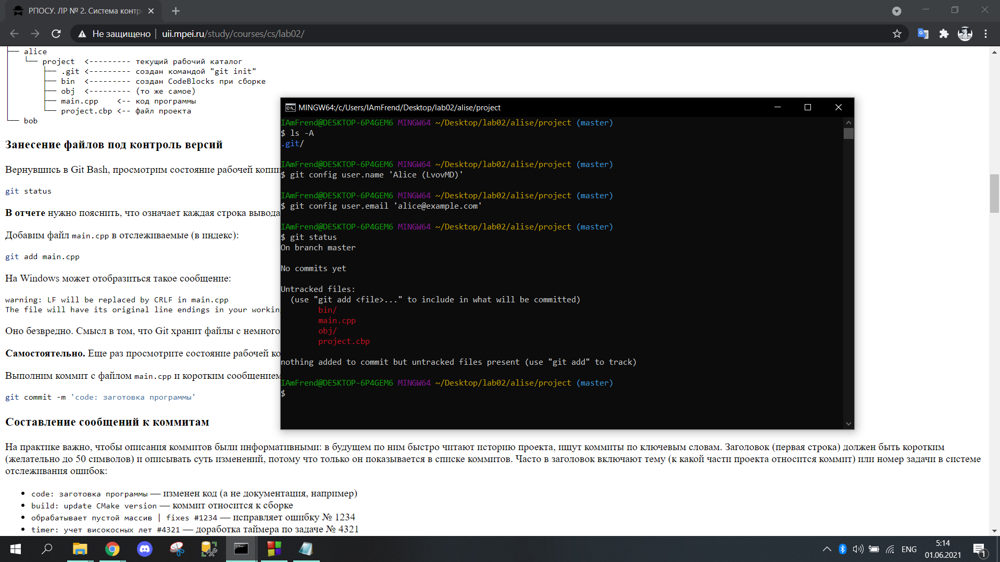 РПОСУ. ЛР № 2. Система контр
Не защищено | uii.mpei.ru/study/courses/cs/lab02/
├── alice
│   └── project  <--------- текущий рабочий каталог
│       ├── .git <--------- создан командой "git init"
│       ├── bin  <--------- создан CodeBlocks при сборке
│       ├── obj  <--------- (то же самое)
│       ├── main.cpp    <-- код программы
│       └── project.cbp <-- файл проекта
└── bob
Занесение файлов под контроль версий
Вернувшись в Git Bash, просмотрим состояние рабочей копии
git status
В отчете нужно пояснить, что означает каждая строка вывода
Добавим файл main.cpp в отслеживаемые (в индекс):
git add main.cpp
На Windows может отобразиться такое сообщение:
warning: LF will be replaced by CRLF in main.cpp
The file will have its original line endings in your workin
Оно безвредно. Смысл в том, что Git хранит файлы с немного
Самостоятельно. Еще раз просмотрите состояние рабочей ко
Выполним коммит с файлом main.cpp и коротким сообщением
git commit -m 'code: заготовка программы'
Составление сообщений к коммитам
На практике важно, чтобы описания коммитов были информативными: в будущем по ним быстро читают историю проекта, ищут коммиты по ключевым словам. Заголовок (первая строка) должен быть коротким
(желательно до 50 символов) и описывать суть изменений, потому что только он показывается в списке коммитов. Часто в заголовок включают тему (к какой части проекта относится коммит) или номер задачи в системе
отслеживания ошибок:
• code: заготовка программы — изменен код (а не документация, например)
• build: update CMake version — коммит относится к сборке
• обрабатывает пустой массив | fixes #1234 — исправляет ошибку № 1234
• timer: учет високосных лет #4321 — доработка таймера по задаче № 4321
MINGW64:/c/Users/IAmFrend/Desktop/lab02/alise/project
IAmFrend@DESKTOP-6P4GEM6 MINGW64 ~/Desktop/lab02/alise/project (master)
$ ls -A
.git/
IAmFrend@DESKTOP-6P4GEM6 MINGW64 ~/Desktop/lab02/alise/project (master)
$ git config user.name 'Alice (LvovMD)'
IAmFrend@DESKTOP-6P4GEM6 MINGW64 ~/Desktop/lab02/alise/project (master)
$ git config user.email 'alice@example.com'
IAmFrend@DESKTOP-6P4GEM6 MINGW64 ~/Desktop/lab02/alise/project (master)
$ git status
On branch master
No commits yet
Untracked files:
(use "git add <file>..." to include in what will be committed)
bin/
main.cpp
obj/
project.cbp
nothing added to commit but untracked files present (use "git add" to track)
IAmFrend@DESKTOP-6P4GEM6 MINGW64 ~/Desktop/lab02/alise/project (master)
$
ENG
5:14
01.06.2021
1